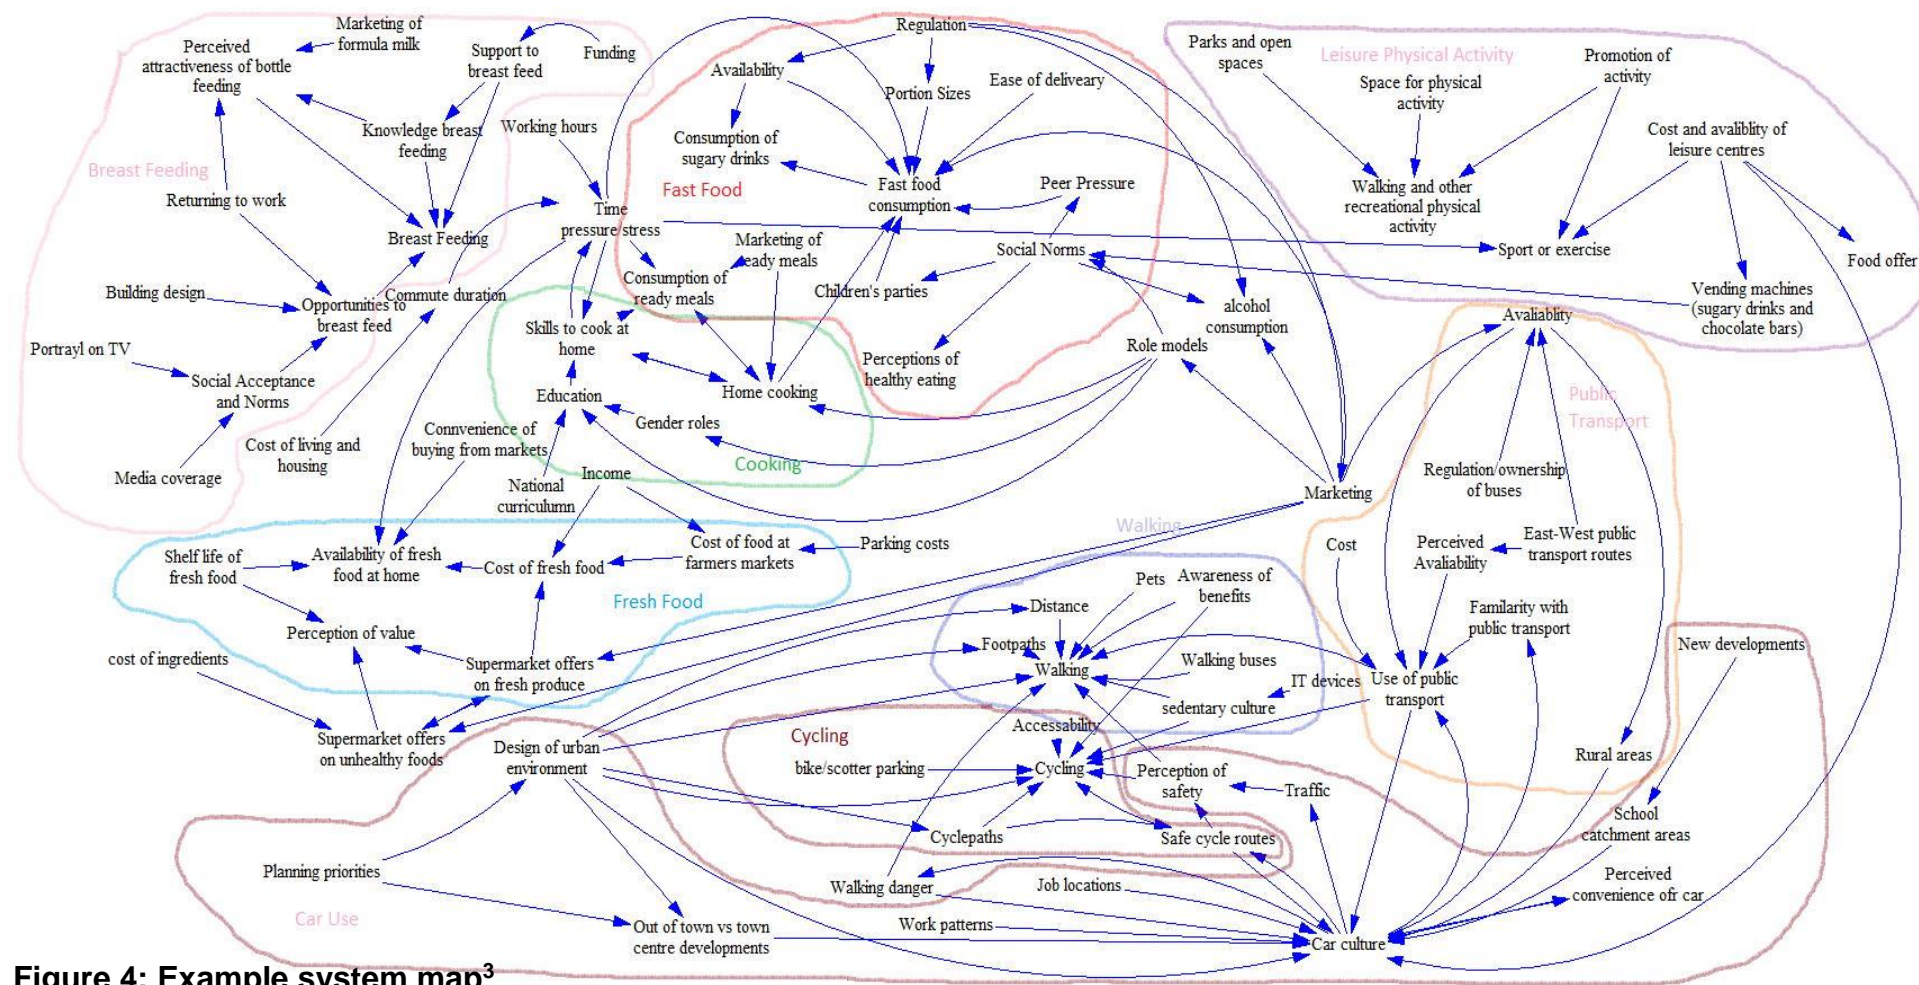 Marketing of
formula milk
Perceived
attractiveness of bottle
feeding
Support to
breast feed
Funding
Knowledge breast
feeding
Breast Feeding
Returning to work
Breast Feeding
Building design
Opportunities to
breast feed
Commute duration
Portrayl on TV
Social Acceptance
and Norms
Media coverage
Cost of living and
housing
Working hours
Time
pressure/stress
Regulation
Availability
Portion Sizes
Ease of deliveary
Consumption of
sugary drinks
Fast Food
Fast food
consumption
Peer Pressure
Marketing of
eady meals
Social Norms
Consumption of
ready meals
Children's parties
Perceptions of
healthy eating
alcohol
consumption
Role models
Skills to cook at
home
Education
Home cooking
Gender roles
Cooking
National
curriculumn
Income
Connvenience of
buying from markets
Parks and open
spaces
Leisure Physical Activity
Space for physical
activity
Promotion of
activity
Cost and avaliblity of
leisure centres
Walking and other
recreational physical
activity
Sport or exercise
Food offer
Vending machines
(sugary drinks and
chocolate bars)
Avaliablity
Public
Transport
Regulation/ownership
of buses
Marketing
Cost
Perceived
Avaliability
East-West public
transport routes
Familarity with
public transport
Use of public
transport
Rural areas
New developments
School
catchment areas
Perceived
convenience ofr car
Shelf life of
fresh food
Availability of fresh
food at home
Cost of fresh food
Cost of food at
farmers markets
Parking costs
Fresh Food
Perception of value
cost of ingredients
Supermarket offers
on fresh produce
Supermarket offers
on unhealthy foods
Walking
Pets
Awareness of
benefits
Distance
Footpaths
Walking
Walking buses
IT devices
sedentary culture
Accessability
Cycling
bike/scotter parking
Cycling
Perception of
safety
Traffic
Cyclepaths
Safe cycle routes
Design of urban
environment
Planning priorities
Car Use
Out of town vs town
centre developments
Walking danger
Job locations
Work patterns
Car culture
Figure 4: Example system map3